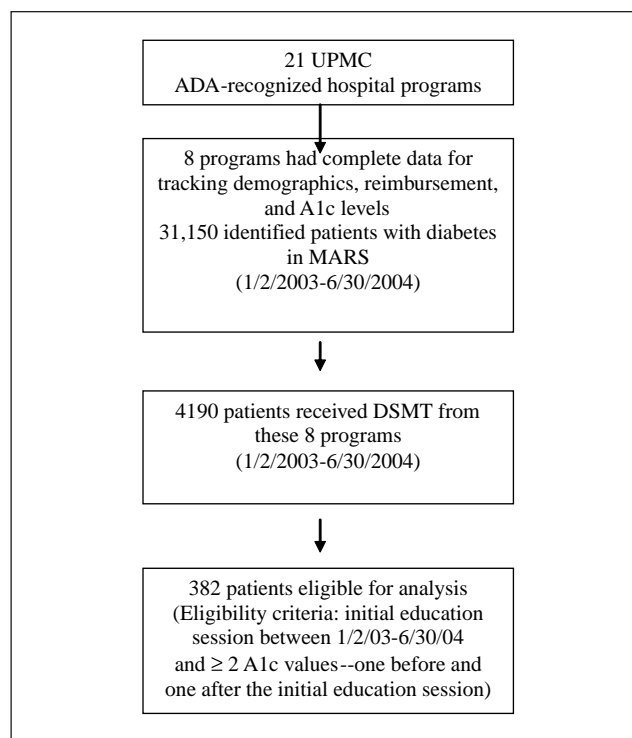 21 UPMC
ADA-recognized hospital programs
8 programs had complete data for
tracking demographics, reimbursement,
and A1c levels
31,150 identified patients with diabetes
in MARS
(1/2/2003-6/30/2004)
4190 patients received DSMT from
these 8 programs
(1/2/2003-6/30/2004)
382 patients eligible for analysis
(Eligibility criteria: initial education
session between 1/2/03-6/30/04
and ≥ 2 A1c values--one before and
one after the initial education session)